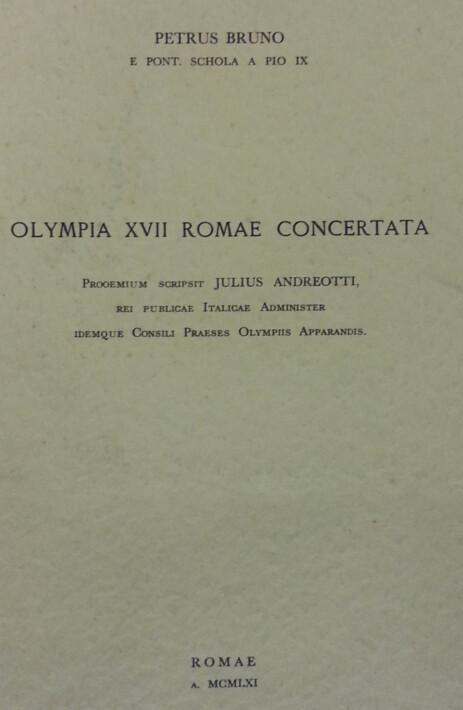 PETRUS BRUNO
E PONT. SCHOLA A PIO IX
OLYMPIA XVII ROMAE CONCERTATA
PROOEMIUM SCRIPSIT JULIUS ANDREOTTI,
REI PUBLICAE ITALICAE ADMINISTER
IDEMQUE CONSILI PRAESES OLYMPIIS APPARANDIS.
ROMAE
A. MCMLXI